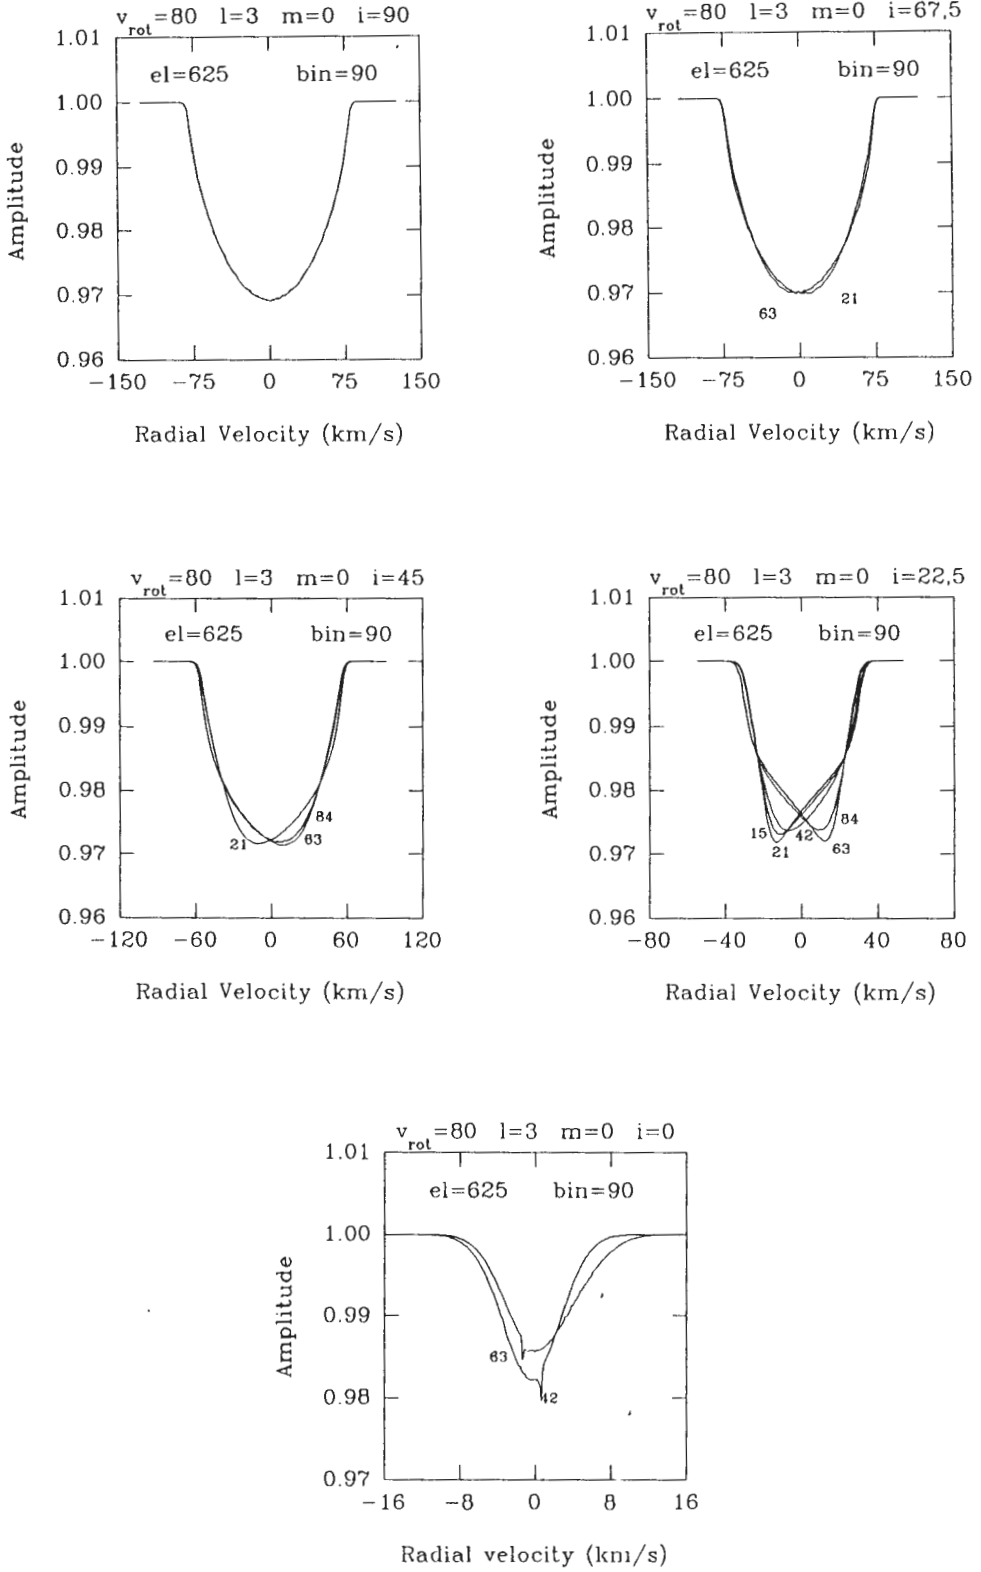 v_rot=80 l=3 m=0 i=90
el=625 bin=90
1.01
1.00
0.99
0.98
0.97
0.96
Amplitude
−150 −75 0 75 150
Radial Velocity (km/s)
v_rot=80 l=3 m=0 i=67,5
el=625 bin=90
1.01
1.00
0.99
0.98
0.97
0.96
Amplitude
63 21
−150 −75 0 75 150
Radial Velocity (km/s)
v_rot=80 l=3 m=0 i=45
el=625 bin=90
1.01
1.00
0.99
0.98
0.97
0.96
Amplitude
84
21 63
−120 −60 0 60 120
Radial Velocity (km/s)
v_rot=80 l=3 m=0 i=22,5
el=625 bin=90
1.01
1.00
0.99
0.98
0.97
0.96
Amplitude
15 42 84
21 63
−80 −40 0 40 80
Radial Velocity (km/s)
v_rot=80 l=3 m=0 i=0
el=625 bin=90
1.01
1.00
0.99
0.98
0.97
Amplitude
63
42
−16 −8 0 8 16
Radial velocity (km/s)